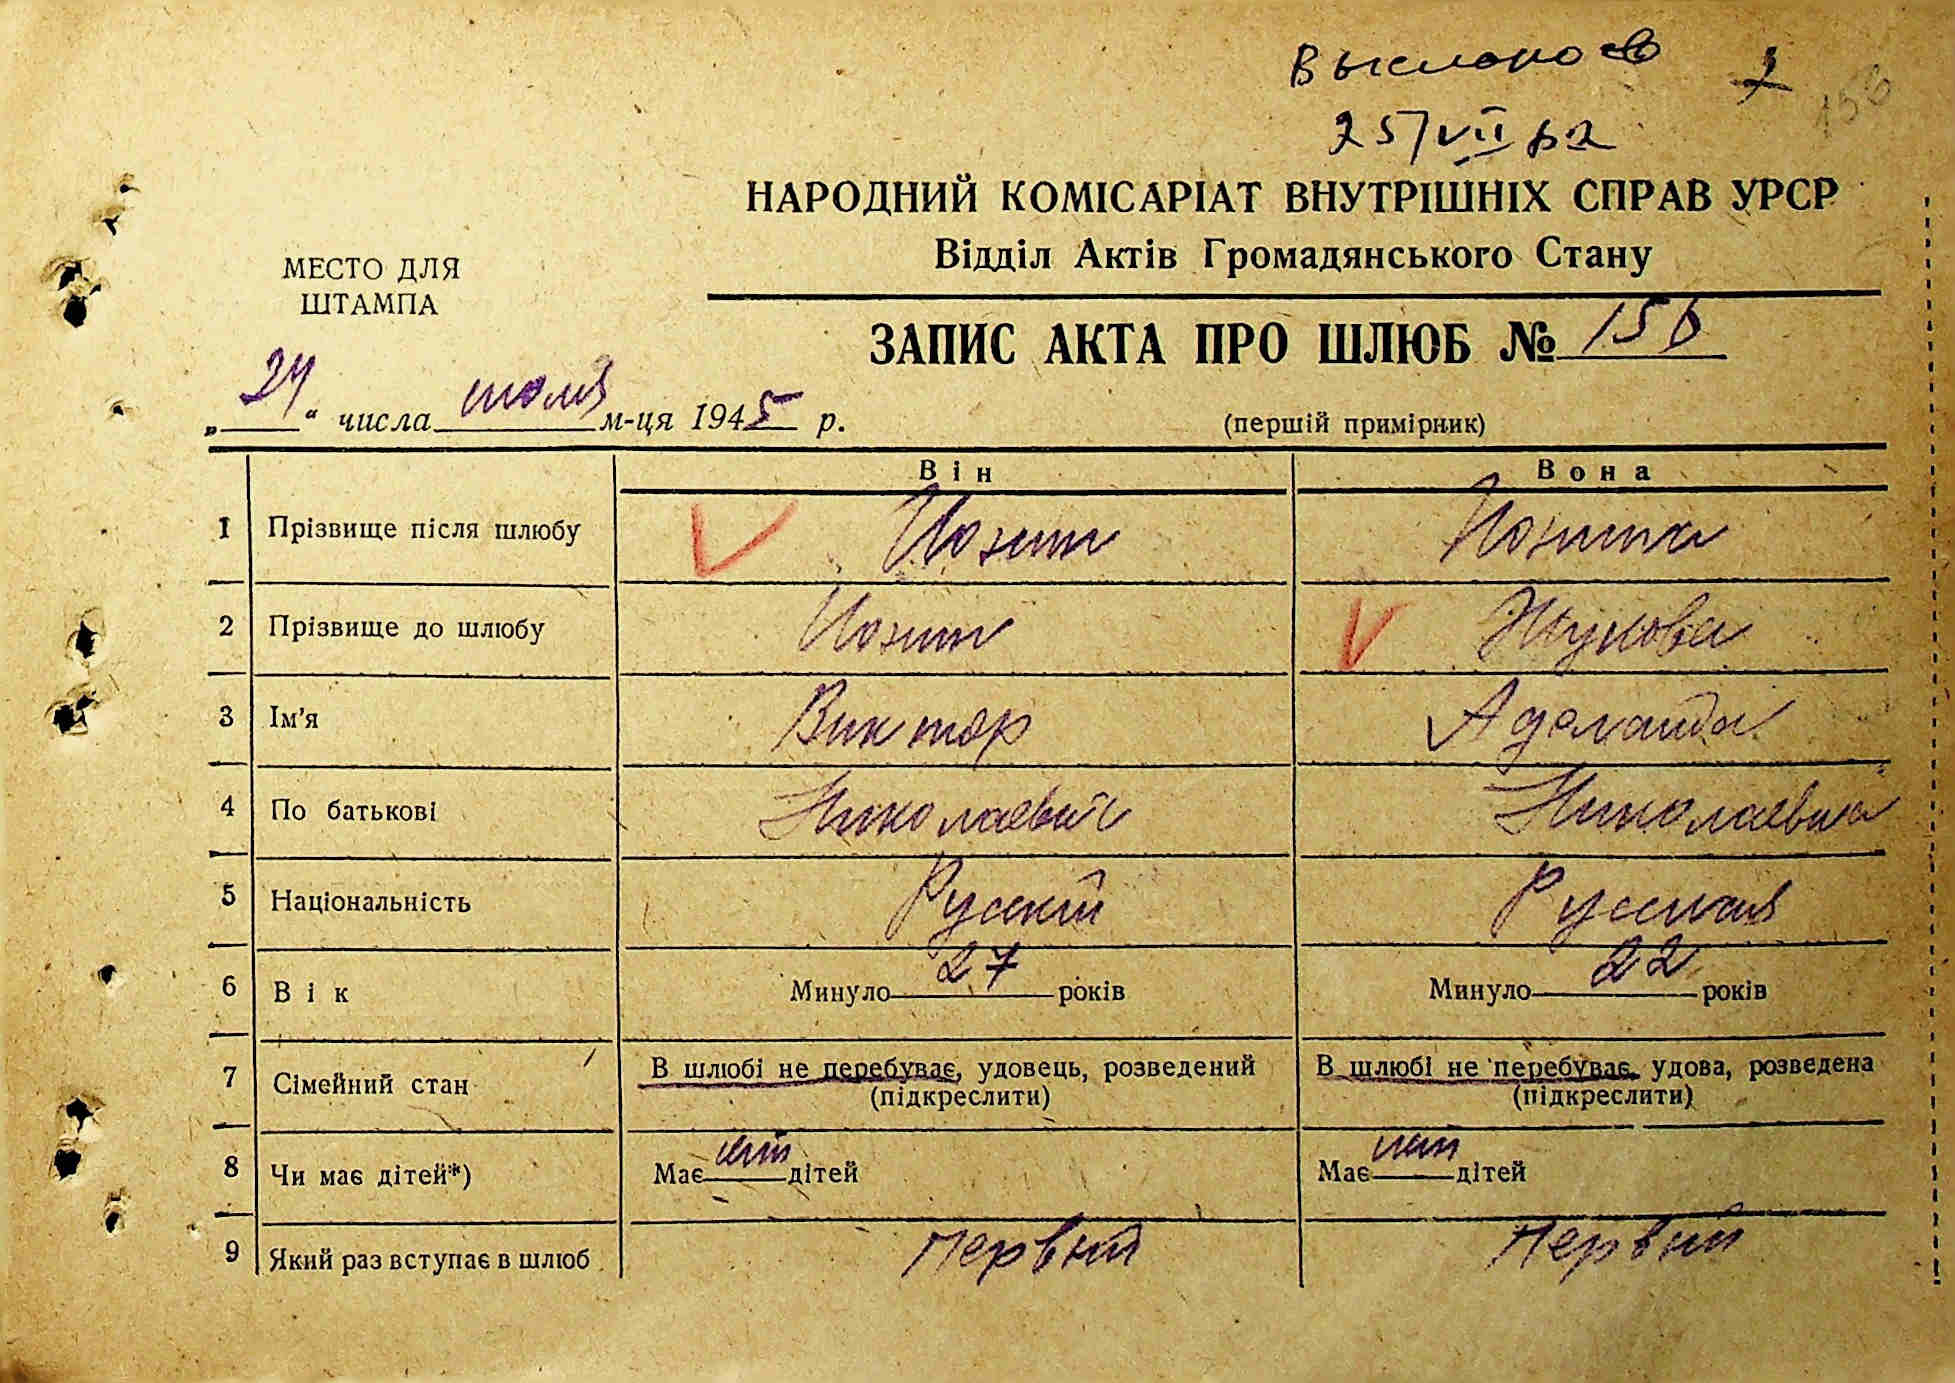 25/VII 62
153
НАРОДНИЙ КОМІСАРІАТ ВНУТРІШНІХ СПРАВ УРСР
Відділ Актів Громадянського Стану
МЕСТО ДЛЯ
ШТАМПА
ЗАПИС АКТА ПРО ШЛЮБ № 156
„24“ числа июля м-ця 1945 р.
(першій примірник)
Він Вона
1 Прізвище після шлюбу
2 Прізвище до шлюбу Жукова
3 Ім'я Виктор Аделаида
4 По батькові Николаевич Николаевна
5 Національність Русский Русская
6 Вік Минуло 27 років Минуло 22 років
7 Сімейний стан В шлюбі не перебуває, удовець, розведений (підкреслити) В шлюбі не перебуває, удова, розведена (підкреслити)
8 Чи має дітей*) Має нет дітей Має нет дітей
9 Який раз вступає в шлюб Первый Первый